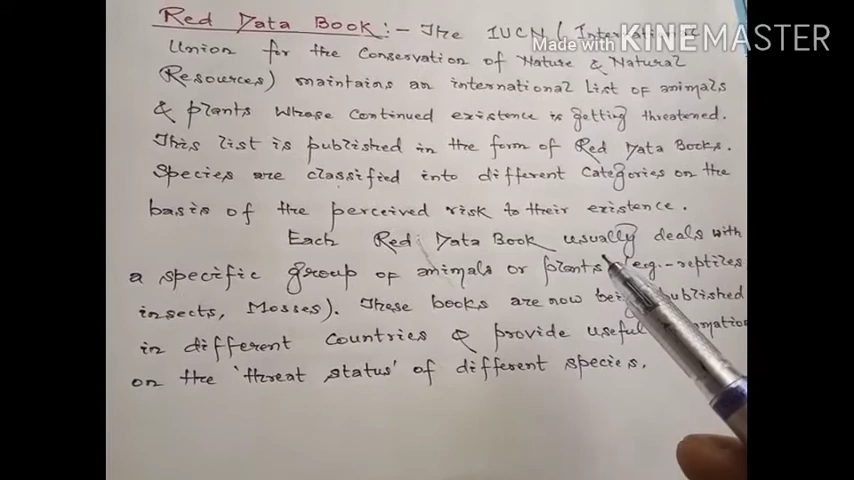 Red Data Book :- The IUCN (
Made with KINEMASTER
Union for the Conservation of Nature & Natural
Resources) maintains an international List of animals
& plants whose continued existence is getting threatened.
This list is published in the form of Red Data Books.
Species are classified into different categories on the
basis of the perceived risk to their existence.
Each Red Data Book usually deals with
a specific group of animals or plants (e.g.- reptiles
insects, Mosses). These books are now being published
in different Countries & provide useful
on the 'threat status' of different species.